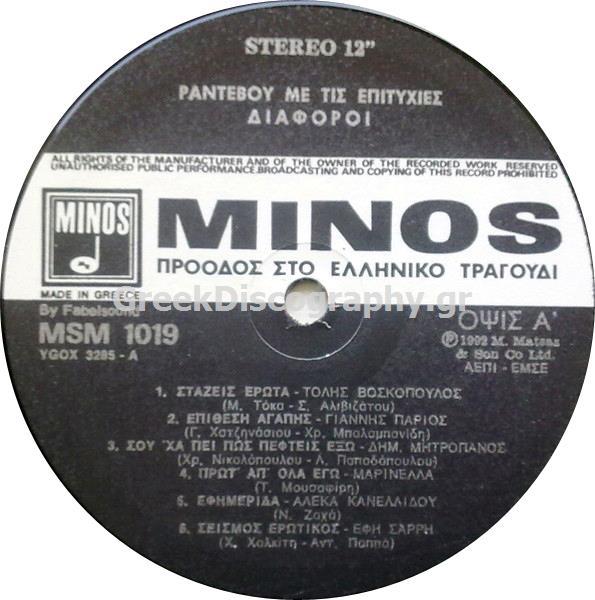 STEREO 12"
ΡΑΝΤΕΒΟΥ ΜΕ ΤΙΣ ΕΠΙΤΥΧΙΕΣ
ΔΙΑΦΟΡΟΙ
ALL RIGHTS OF THE MANUFACTURER AND OF THE OWNER OF THE RECORDED WORK RESERVED
UNAUTHORISED PUBLIC PERFORMANCE.BROADCASTING AND COPYING OF THIS RECORD PROHIBITED
MINOS
MINOS
ΠΡΟΟΔΟΣ ΣΤΟ ΕΛΛΗΝΙΚΟ ΤΡΑΓΟΥΔΙ
MADE IN GREECE
GreekDiscography.gr
By Fabelsound
MSM 1019
YGOX 3285 - A
ΟΨΙΣ Α'
Ⓟ 1992 M. Matsas
& Son Co Ltd.
ΑΕΠΙ - ΕΜΣΕ
1. ΣΤΑΖΕΙΣ ΕΡΩΤΑ - ΤΟΛΗΣ ΒΟΣΚΟΠΟΥΛΟΣ
(Μ. Τόκα - Σ. Αλιβιζάτου)
2. ΕΠΙΘΕΣΗ ΑΓΑΠΗΣ - ΓΙΑΝΝΗΣ ΠΑΡΙΟΣ
(Γ. Χατζηνάσιου - Χρ. Μπαλαμπανίδη)
3. ΣΟΥ 'ΧΑ ΠΕΙ ΠΩΣ ΠΕΦΤΕΙΣ ΕΞΩ - ΔΗΜ. ΜΗΤΡΟΠΑΝΟΣ
(Χρ. Νικολόπουλου - Λ. Παπαδόπουλου)
4. ΠΡΩΤ' ΑΠ' ΟΛΑ ΕΓΩ - ΜΑΡΙΝΕΛΛΑ
(Τ. Μουσαφίρη)
5. ΕΦΗΜΕΡΙΔΑ - ΑΛΕΚΑ ΚΑΝΕΛΛΙΔΟΥ
(Ν. Ζαχά)
6. ΣΕΙΣΜΟΣ ΕΡΩΤΙΚΟΣ - ΕΦΗ ΣΑΡΡΗ
(Χ. Χαλκίτη - Αντ. Παππά)